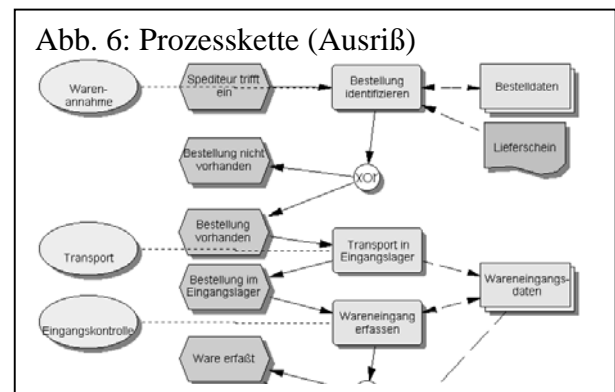 Abb. 6: Prozesskette (Ausriß)
Waren-
annahme
Spediteur trifft
ein
Bestellung
identifizieren
Bestelldaten
Lieferschein
Bestellung nicht
vorhanden
xor
Bestellung
vorhanden
Transport
Transport in
Eingangslager
Bestellung im
Eingangslager
Wareneingangs-
daten
Eingangskontrolle
Wareneingang
erfassen
Ware erfaßt